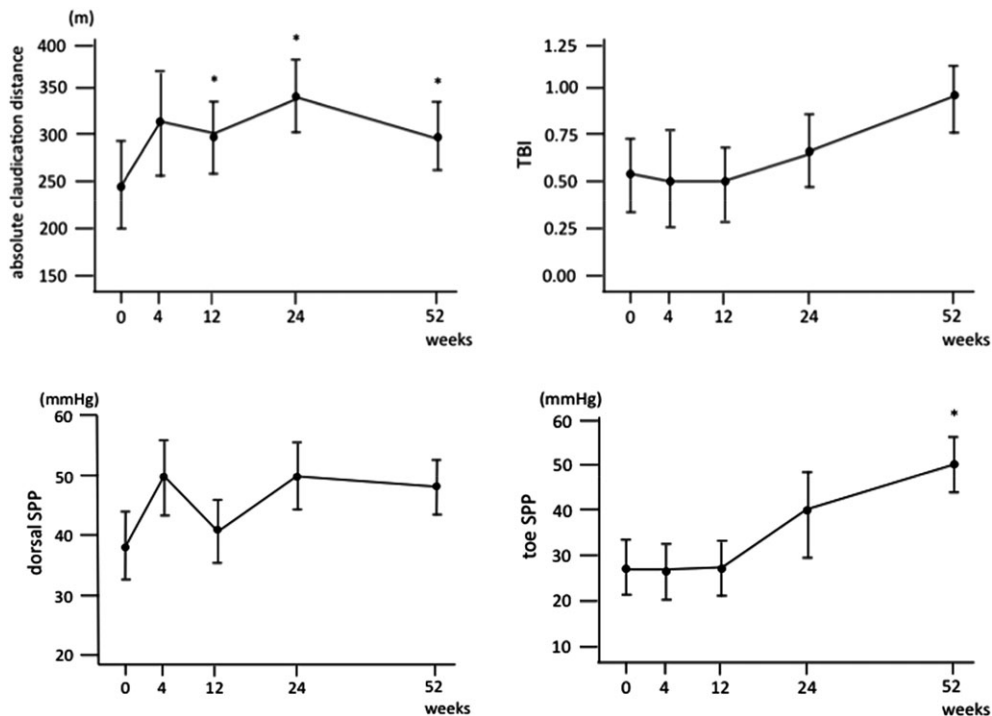 (m)
absolute claudication distance
400
350
300
250
200
150
*
*
*
0 4 12 24 52
weeks
TBI
1.25
1.00
0.75
0.50
0.25
0.00
0 4 12 24 52
weeks
(mmHg)
dorsal SPP
60
50
40
30
20
0 4 12 24 52
weeks
(mmHg)
toe SPP
60
50
40
30
20
10
*
0 4 12 24 52
weeks